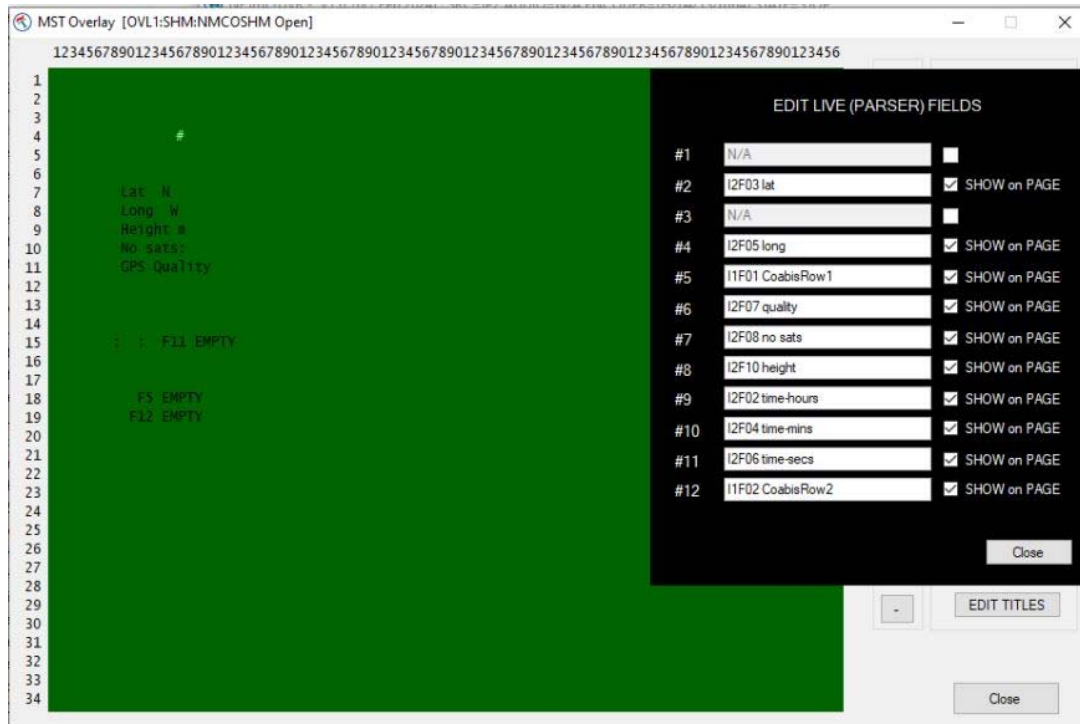 MST Overlay [OVL1:SHM:NMCOSHM Open]
123456789012345678901234567890123456789012345678901234567890123456789012345678901234567890123456
1
2
3
4 #
5
6
7 Lat N
8 Long W
9 Height m
10 No sats:
11 GPS Quality
12
13
14
15 : : F11 EMPTY
16
17
18 F5 EMPTY
19 F12 EMPTY
20
21
22
23
24
25
26
27
28
29
30
31
32
33
34
EDIT LIVE (PARSER) FIELDS
#1 N/A
#2 I2F03 lat SHOW on PAGE
#3 N/A
#4 I2F05 long SHOW on PAGE
#5 I1F01 CoabisRow1 SHOW on PAGE
#6 I2F07 quality SHOW on PAGE
#7 I2F08 no sats SHOW on PAGE
#8 I2F10 height SHOW on PAGE
#9 I2F02 time-hours SHOW on PAGE
#10 I2F04 time-mins SHOW on PAGE
#11 I2F06 time-secs SHOW on PAGE
#12 I1F02 CoabisRow2 SHOW on PAGE
Close
- EDIT TITLES
Close